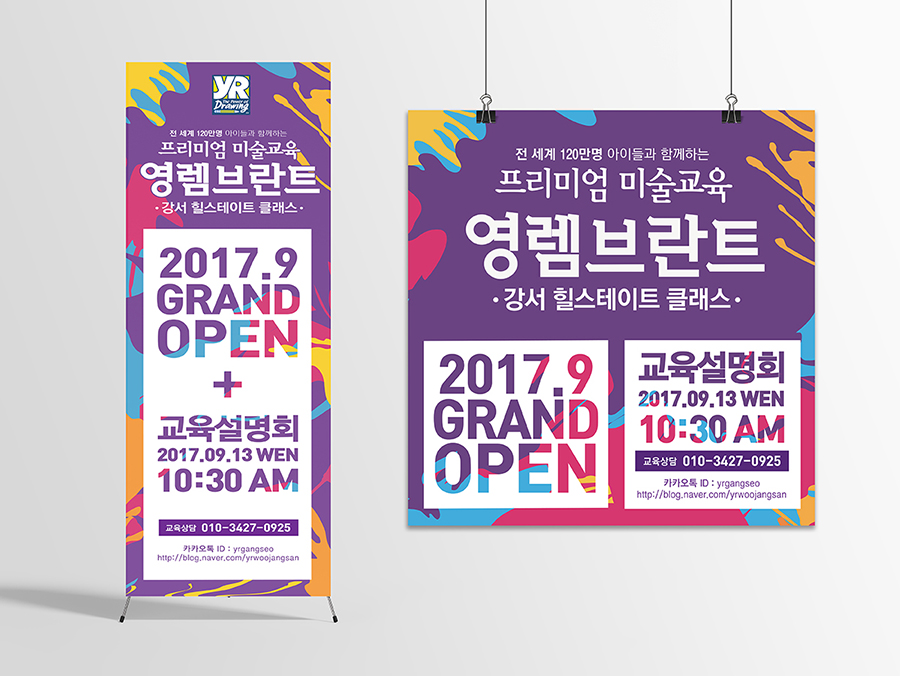 YR
The Power of
Drawing
전 세계 120만명 아이들과 함께하는
프리미엄 미술교육
영렘브란트
·강서 힐스테이트 클래스·
2017.9
GRAND
OPEN
+
교육설명회
2017.09.13 WEN
10:30 AM
교육상담 010-3427-0925
카카오톡 ID : yrgangseo
http://blog.naver.com/yrwoojangsan
전 세계 120만명 아이들과 함께하는
프리미엄 미술교육
영렘브란트
·강서 힐스테이트 클래스·
2017.9
GRAND
OPEN
교육설명회
2017.09.13 WEN
10:30 AM
교육상담 010-3427-0925
카카오톡 ID : yrgangseo
http://blog.naver.com/yrwoojangsan